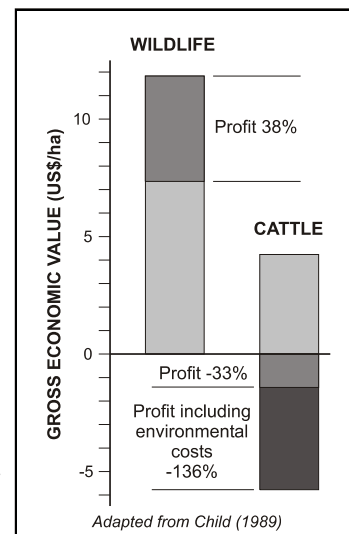 WILDLIFE
10
Profit 38%
CATTLE
5
GROSS ECONOMIC VALUE (US$/ha)
0
Profit -33%
Profit including
environmental
costs
-136%
-5
Adapted from Child (1989)